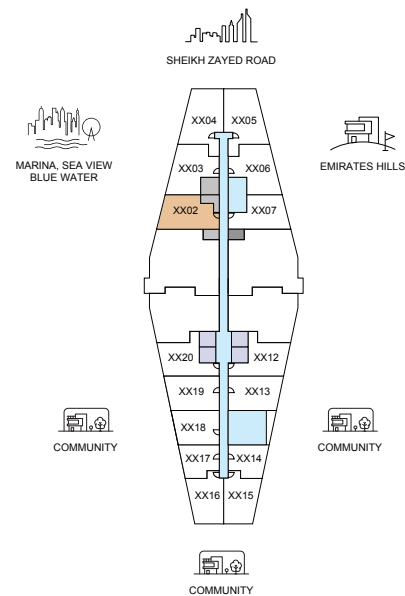 SHEIKH ZAYED ROAD
XX04
XX05
MARINA, SEA VIEW
BLUE WATER
EMIRATES HILLS
XX03
XX06
XX02
XX07
XX20
XX12
XX19
XX13
COMMUNITY
COMMUNITY
XX18
XX17
XX14
XX16
XX15
COMMUNITY